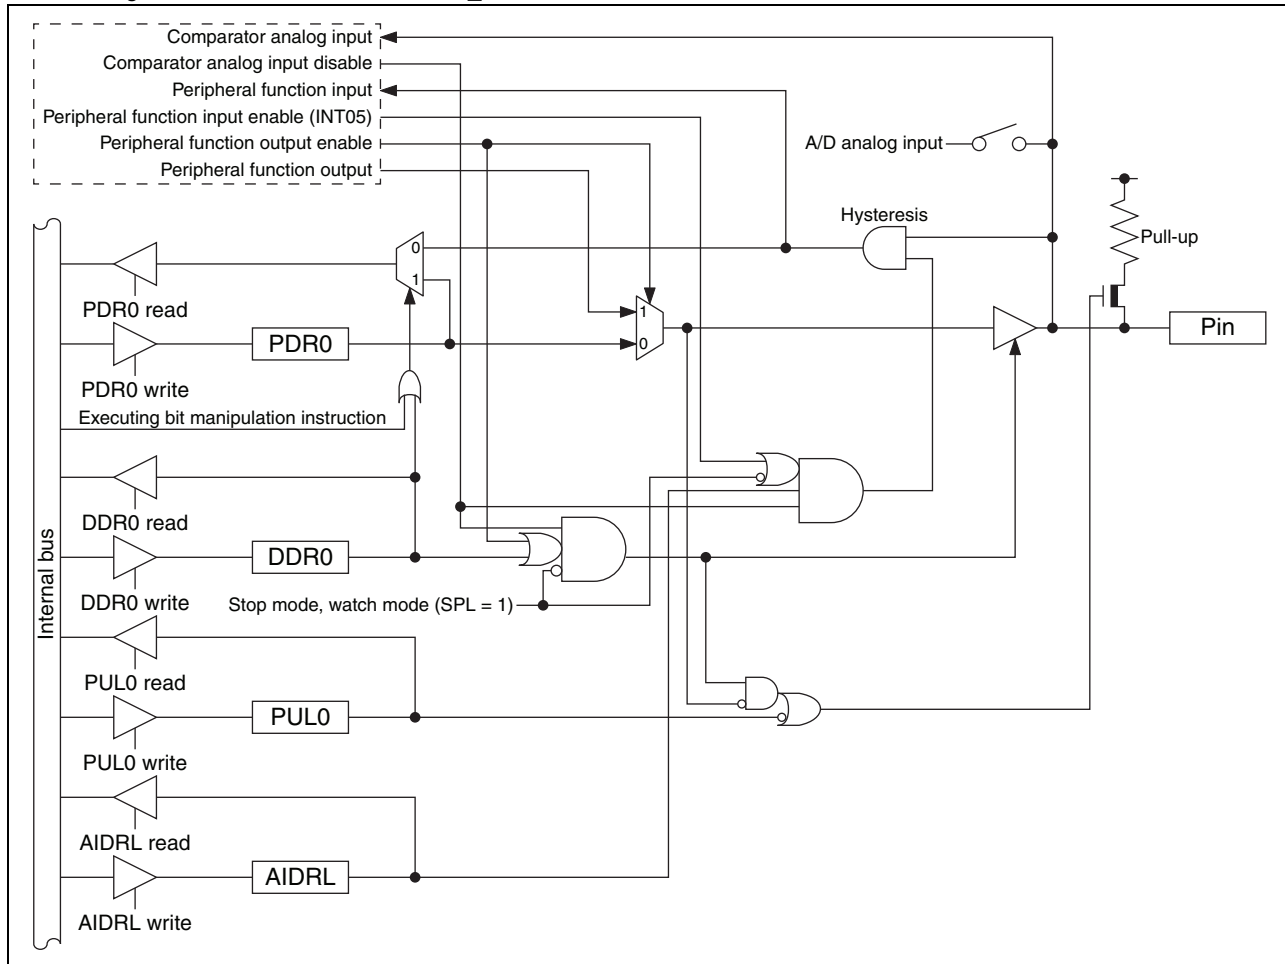 Comparator analog input
Comparator analog input disable
Peripheral function input
Peripheral function input enable (INT05)
Peripheral function output enable
Peripheral function output
A/D analog input
Hysteresis
Pull-up
0
1
PDR0 read
1
0
Pin
PDR0
PDR0 write
Executing bit manipulation instruction
DDR0 read
DDR0
DDR0 write
Stop mode, watch mode (SPL = 1)
Internal bus
PUL0 read
PUL0
PUL0 write
AIDRL read
AIDRL
AIDRL write